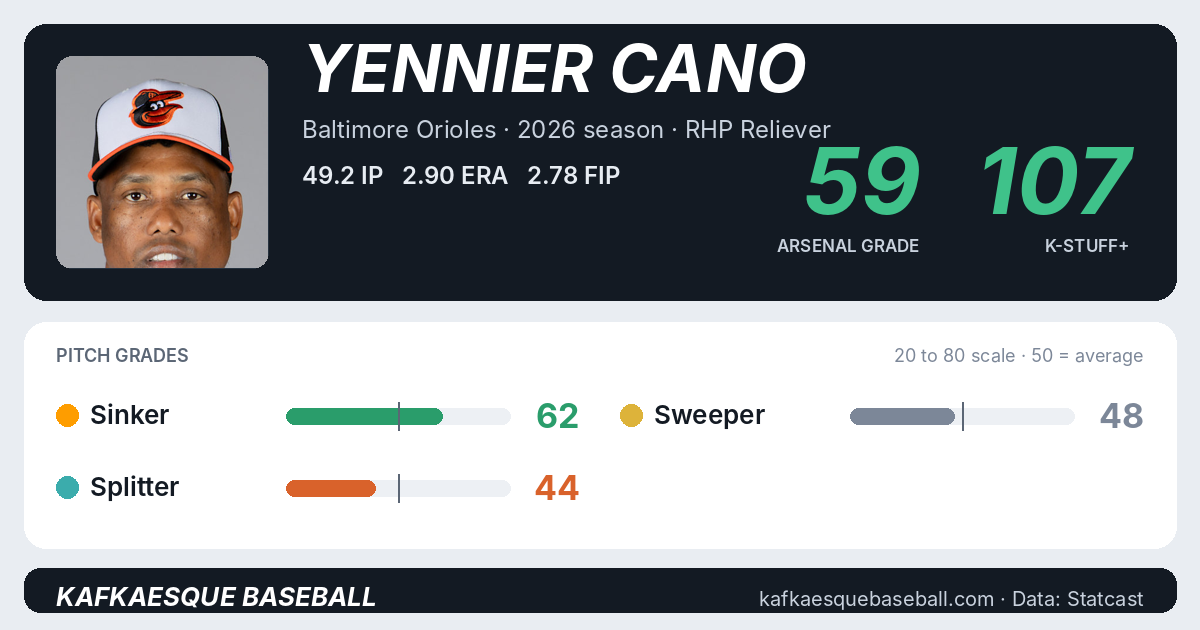 YENNIER CANO
Baltimore Orioles · 2026 season · RHP Reliever
49.2 IP 2.90 ERA 2.78 FIP
59 107
ARSENAL GRADE K-STUFF+
PITCH GRADES 20 to 80 scale · 50 = average
Sinker 62 Sweeper 48
Splitter 44
KAFKAESQUE BASEBALL kafkaesquebaseball.com · Data: Statcast